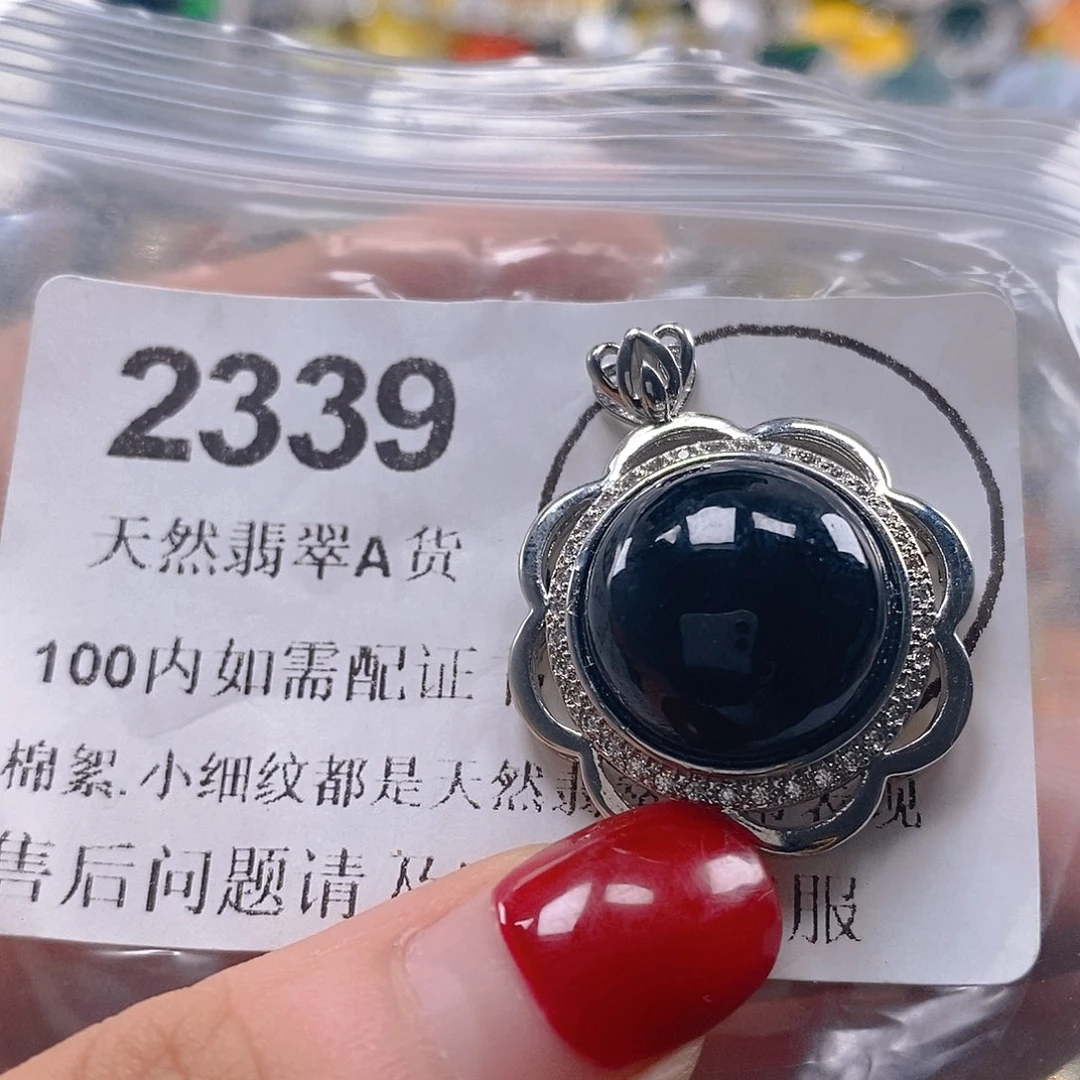 2339
天然翡翠A货
100内如需配证
棉絮.小细纹都是天然
售后问题请 服